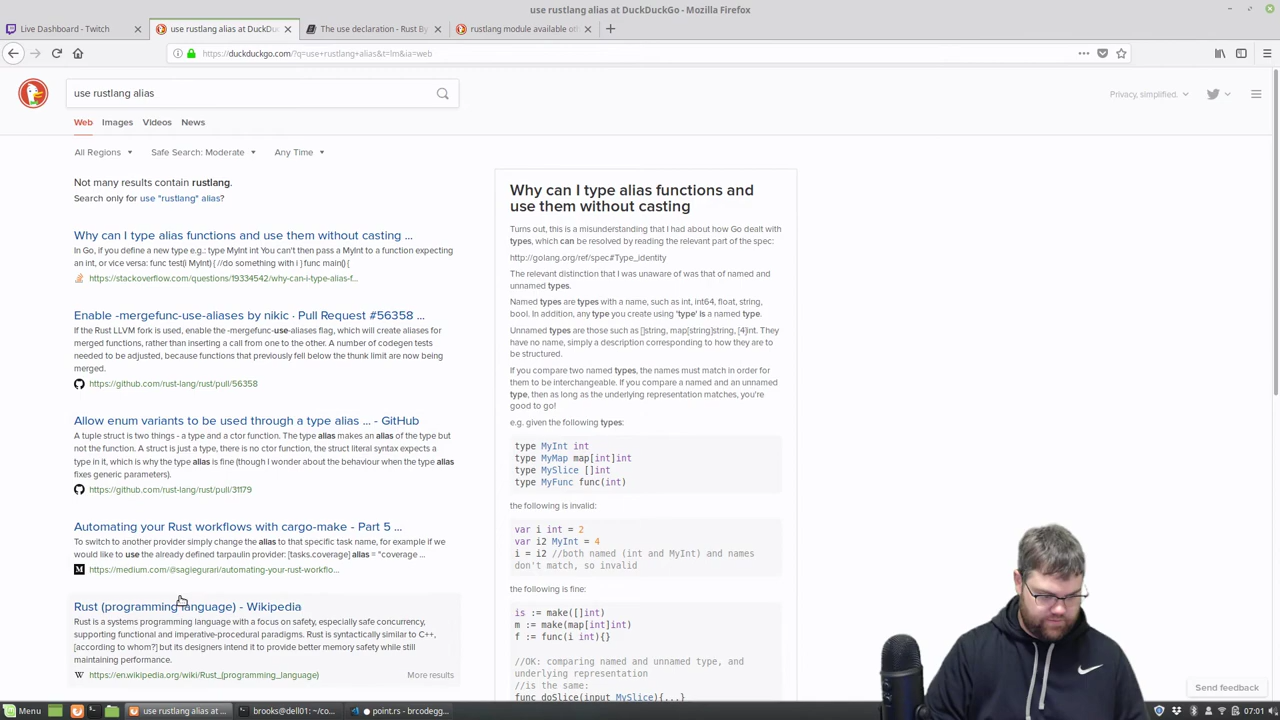 use rustlang alias at DuckDuckGo - Mozilla Firefox
Live Dashboard - Twitch
use rustlang alias at DuckDu
The use declaration - Rust By
rustlang module available ot
https://duckduckgo.com/?q=use+rustlang+alias&t=lm&ia=web
use rustlang alias
Privacy, simplified.
Web Images Videos News
All Regions Safe Search: Moderate Any Time
Not many results contain rustlang.
Search only for use "rustlang" alias?
Why can I type alias functions and use them without casting ...
In Go, if you define a new type e.g.: type MyInt int You can't then pass a MyInt to a function expecting
an int, or vice versa: func test(i MyInt) { //do something with i } func main() {
https://stackoverflow.com/questions/19334542/why-can-i-type-alias-f...
Enable -mergefunc-use-aliases by nikic · Pull Request #56358 ...
If the Rust LLVM fork is used, enable the -mergefunc-use-aliases flag, which will create aliases for
merged functions, rather than inserting a call from one to the other. A number of codegen tests
needed to be adjusted, because functions that previously fell below the thunk limit are now being
merged.
https://github.com/rust-lang/rust/pull/56358
Allow enum variants to be used through a type alias ... - GitHub
A tuple struct is two things - a type and a ctor function. The type alias makes an alias of the type but
not the function. A struct is just a type, there is no ctor function, the struct literal syntax expects a
type in it, which is why the type alias is fine (though I wonder about the behaviour when the type alias
fixes generic parameters).
https://github.com/rust-lang/rust/pull/31179
Automating your Rust workflows with cargo-make - Part 5 ...
To switch to another provider simply change the alias to that specific task name, for example if we
would like to use the already defined tarpaulin provider: [tasks.coverage] alias = "coverage ...
M https://medium.com/@sagiegurari/automating-your-rust-workflo...
Rust (programming language) - Wikipedia
Rust is a systems programming language with a focus on safety, especially safe concurrency,
supporting functional and imperative-procedural paradigms. Rust is syntactically similar to C++,
[according to whom?] but its designers intend it to provide better memory safety while still
maintaining performance.
W https://en.wikipedia.org/wiki/Rust_(programming_language)
More results
Why can I type alias functions and
use them without casting
Turns out, this is a misunderstanding that I had about how Go dealt with
types, which can be resolved by reading the relevant part of the spec:
http://golang.org/ref/spec#Type_identity
The relevant distinction that I was unaware of was that of named and
unnamed types.
Named types are types with a name, such as int, int64, float, string,
bool. In addition, any type you create using 'type' is a named type.
Unnamed types are those such as []string, map[string]string, [4]int. They
have no name, simply a description corresponding to how they are to
be structured.
If you compare two named types, the names must match in order for
them to be interchangeable. If you compare a named and an unnamed
type, then as long as the underlying representation matches, you're
good to go!
e.g. given the following types:
type MyInt int
type MyMap map[int]int
type MySlice []int
type MyFunc func(int)
the following is invalid:
var i int = 2
var i2 MyInt = 4
i = i2 //both named (int and MyInt) and names
don't match, so invalid
the following is fine:
is := make([]int)
m := make(map[int]int)
f := func(i int){}
//OK: comparing named and unnamed type, and
underlying representation
//is the same:
func doSlice(input MySlice){...}
Send feedback
Menu
use rustlang alias at ...
brooks@dell01: ~/co...
● point.rs - brcodegg...
07:01